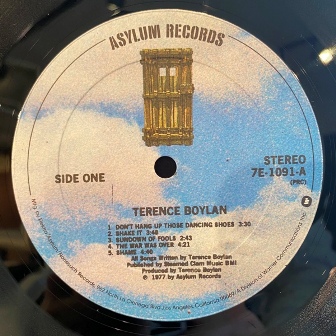 ASYLUM RECORDS
STEREO
7E-1091-A
(PRC)
SIDE ONE
TERENCE BOYLAN
1. DON'T HANG UP THOSE DANCING SHOES 3:30
2. SHAKE IT 3:48
3. SUNDOWN OF FOOLS 2:43
4. THE WAR WAS OVER 4:21
5. SHAME 4:40
All Songs Written by Terence Boylan
Published by Steamed Clam Music BMI
Produced by Terence Boylan
℗ 1977 by Asylum Records